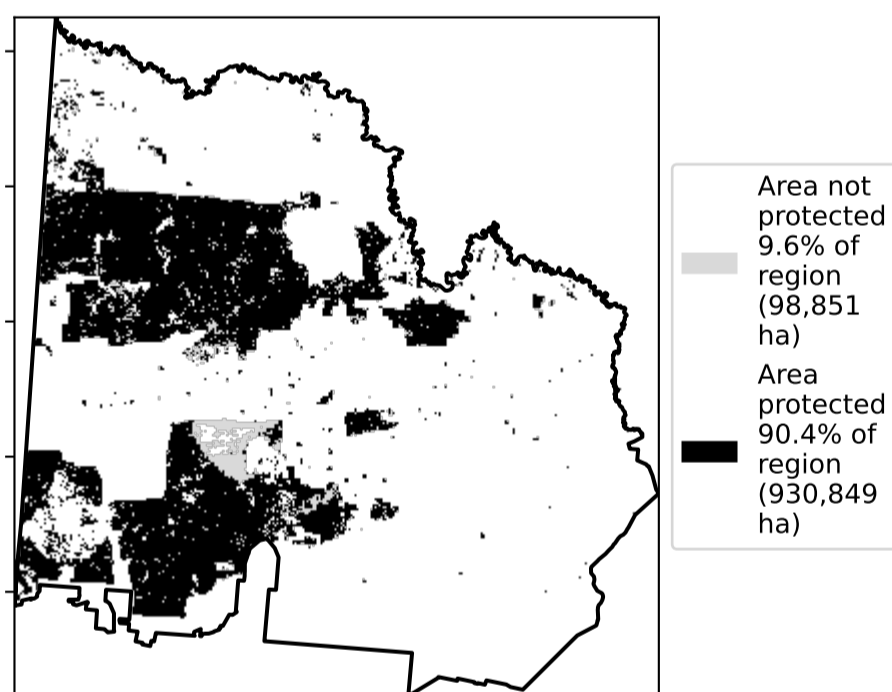 Area not
protected
9.6% of
region
(98,851
ha)
Area
protected
90.4% of
region
(930,849
ha)